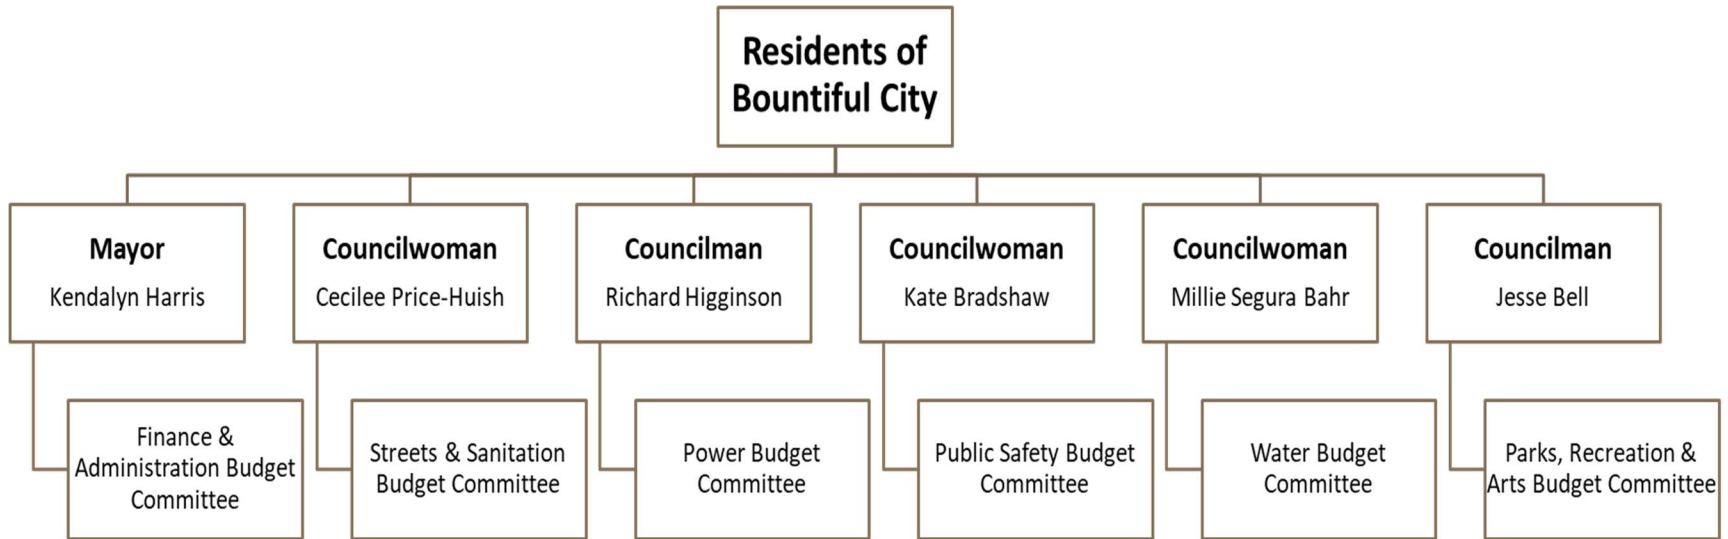 Residents of
Bountiful City
Mayor
Kendalyn Harris
Councilwoman
Cecilee Price-Huish
Councilman
Richard Higginson
Councilwoman
Kate Bradshaw
Councilwoman
Millie Segura Bahr
Councilman
Jesse Bell
Finance &
Administration Budget
Committee
Streets & Sanitation
Budget Committee
Power Budget
Committee
Public Safety Budget
Committee
Water Budget
Committee
Parks, Recreation &
Arts Budget Committee